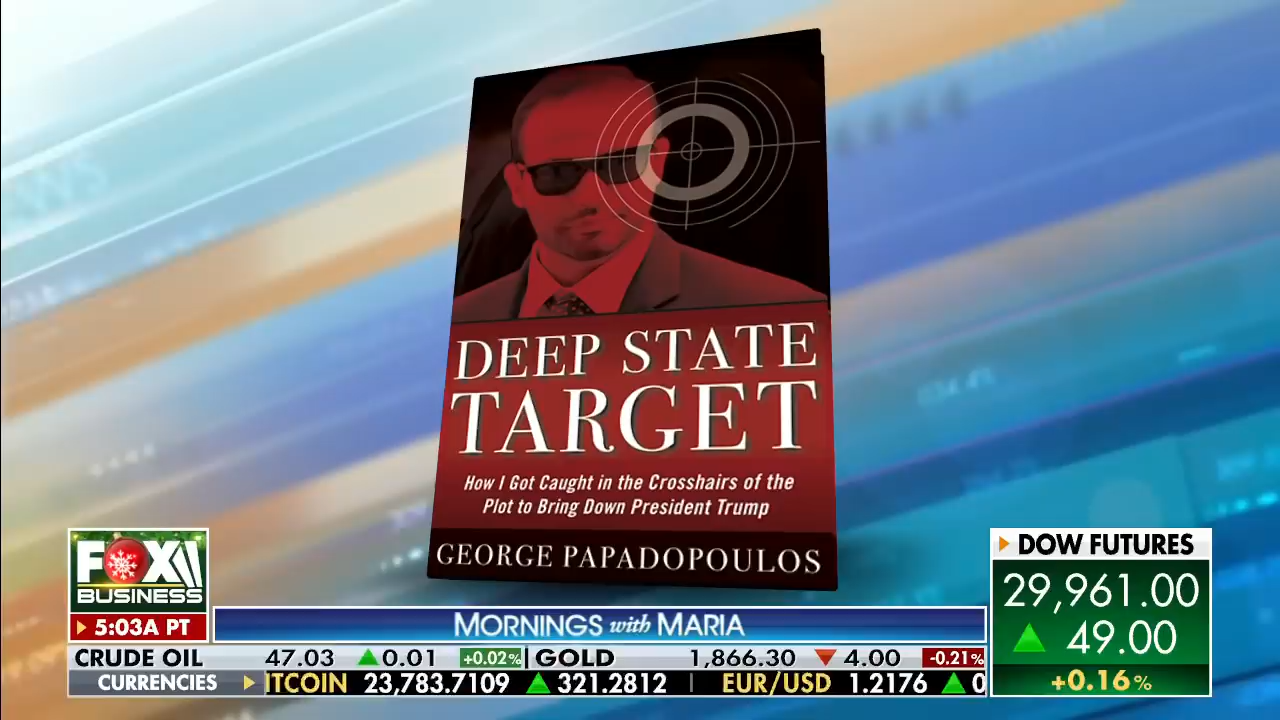 DEEP STATE
TARGET
How I Got Caught in the Crosshairs of the
Plot to Bring Down President Trump
GEORGE PAPADOPOULOS
FOX
BUSINESS
5:03A PT
MORNINGS with MARIA
DOW FUTURES
29,961.00
49.00
+0.16%
CRUDE OIL 47.03 0.01 +0.02% GOLD 1,866.30 4.00 -0.21%
CURRENCIES ITCOIN 23,783.7109 321.2812 | EUR/USD 1.2176 0